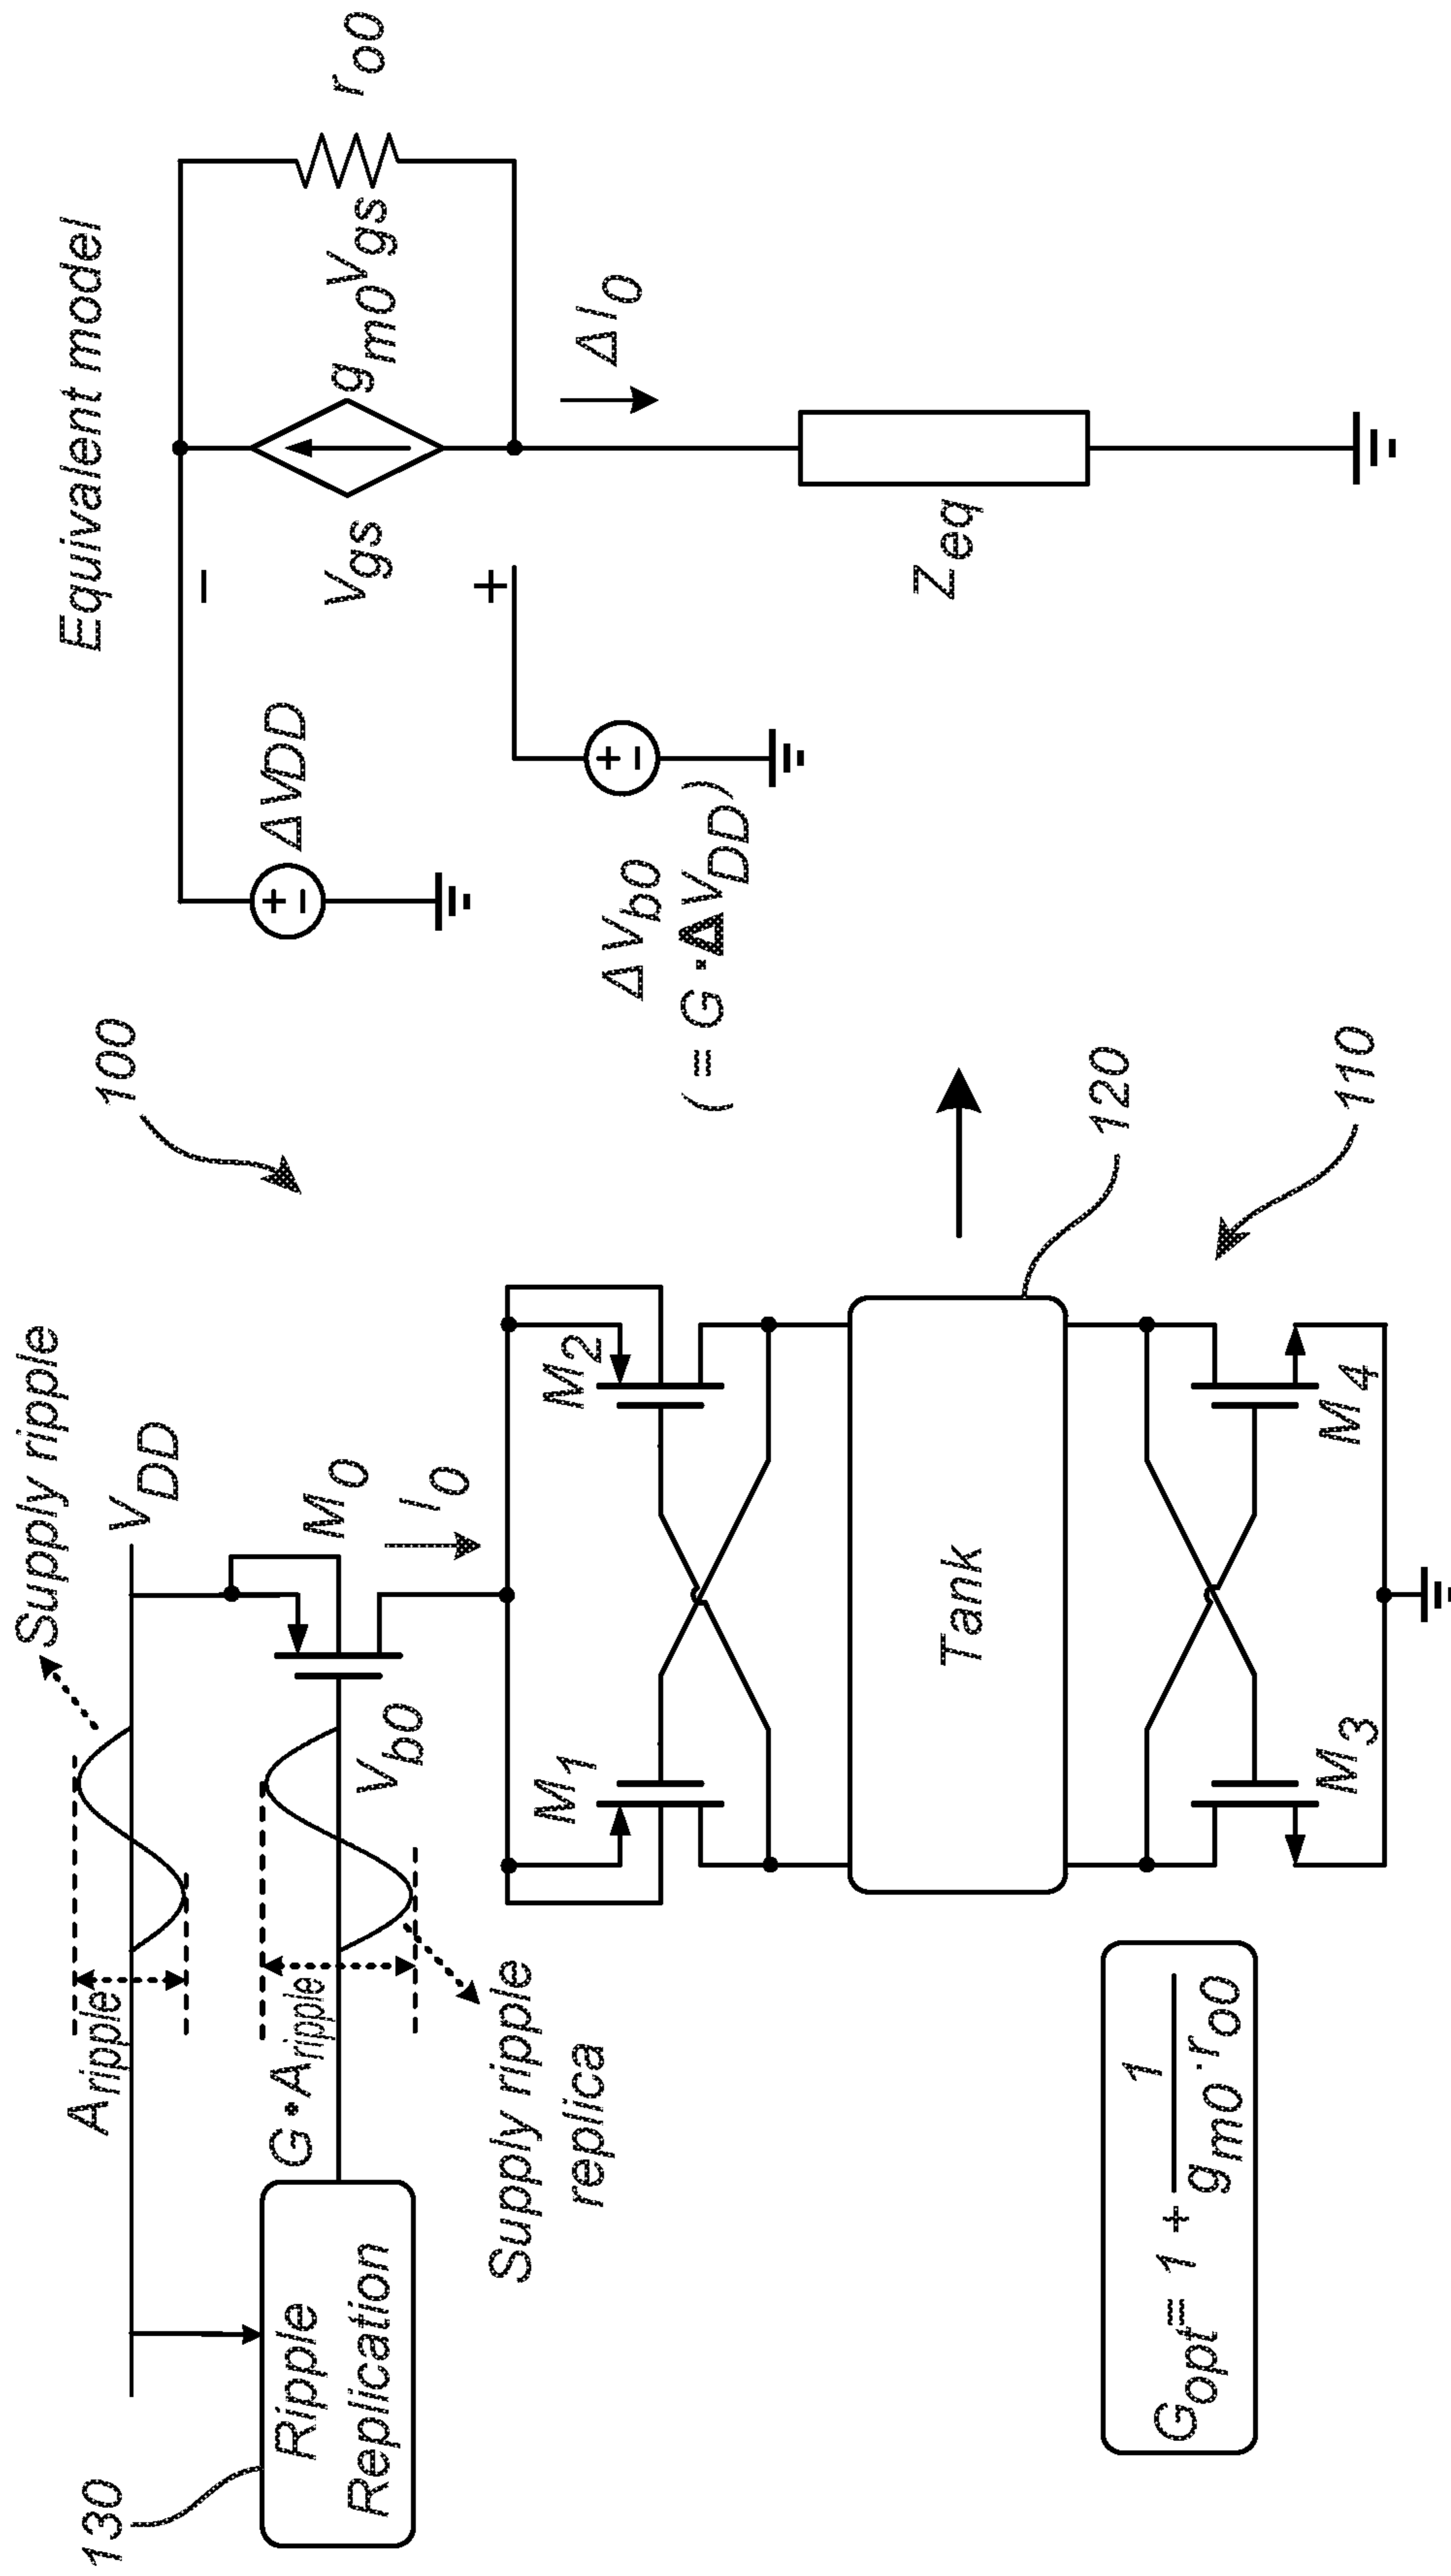 Supply ripple
Equivalent model
100
130
A_ripple
V_DD
ΔVDD
r_o0
M_0
Ripple
Replication
G·A_ripple
V_b0
I_0
V_gs
g_m0V_gs
Supply ripple
replica
ΔV_b0
( = G·ΔV_DD)
ΔI_0
M_1
M_2
Z_eq
Tank
120
G_opt = 1 + 1/(g_m0·r_o0)
M_3
M_4
110
−
+
+
−
+
−